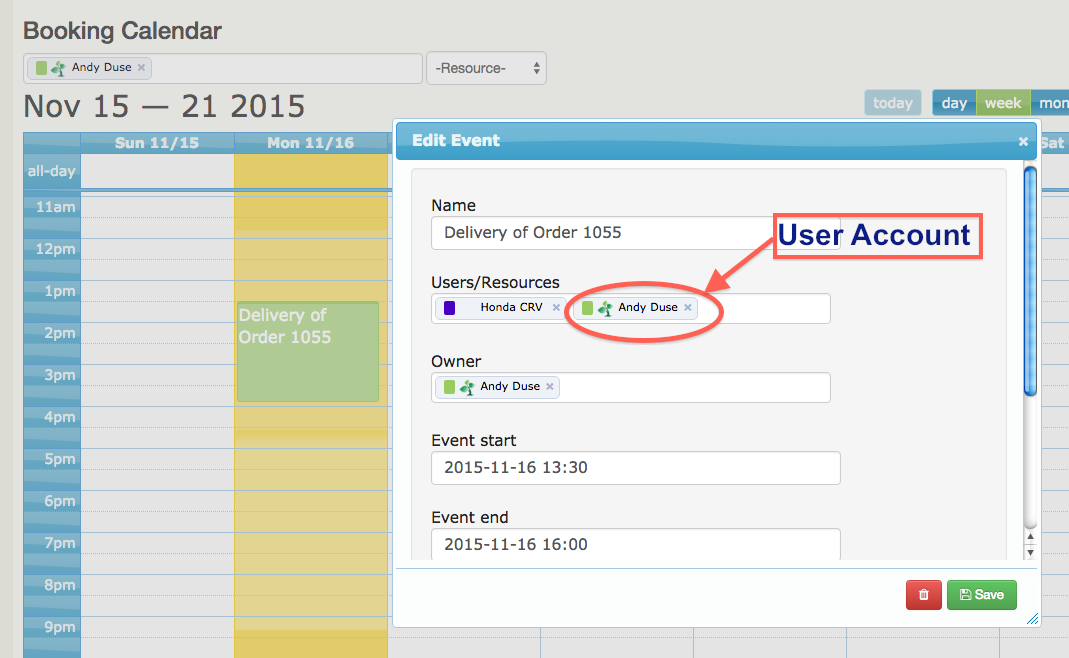 Booking Calendar
Andy Duse ×
-Resource-
Nov 15 — 21 2015
today day week mon
Sun 11/15 Mon 11/16 Sat
all-day
11am
12pm
1pm
2pm
3pm
4pm
5pm
6pm
7pm
8pm
9pm
Delivery of
Order 1055
Edit Event ×
Name
Delivery of Order 1055
User Account
Users/Resources
Honda CRV × Andy Duse ×
Owner
Andy Duse ×
Event start
2015-11-16 13:30
Event end
2015-11-16 16:00
Save